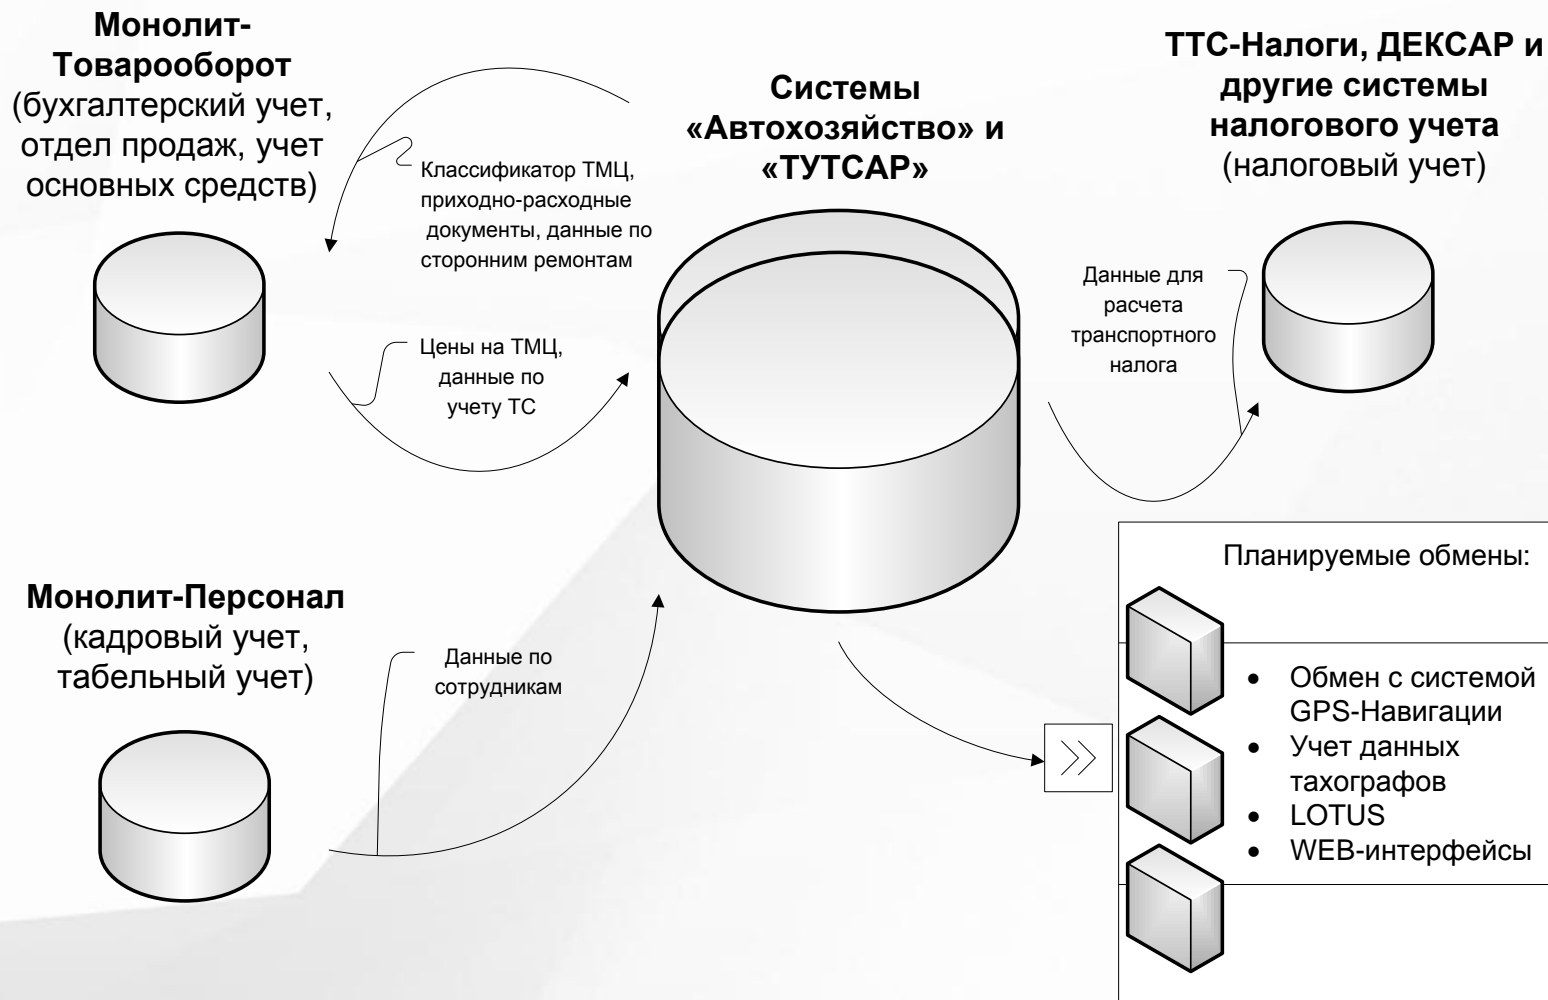 Монолит-
Товарооборот
(бухгалтерский учет,
отдел продаж, учет
основных средств)
Классификатор ТМЦ,
приходно-расходные
документы, данные по
сторонним ремонтам
Цены на ТМЦ,
данные по
учету ТС
Системы
«Автохозяйство» и
«ТУТСАР»
ТТС-Налоги, ДЕКСАР и
другие системы
налогового учета
(налоговый учет)
Данные для
расчета
транспортного
налога
Монолит-Персонал
(кадровый учет,
табельный учет)
Данные по
сотрудникам
Планируемые обмены:
• Обмен с системой
GPS-Навигации
• Учет данных
тахографов
• LOTUS
• WEB-интерфейсы